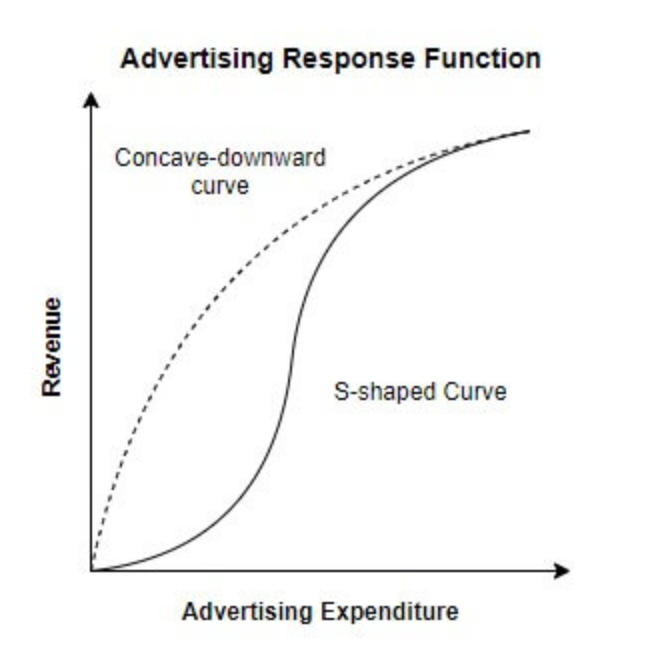 Advertising Response Function
Concave-downward
curve
Revenue
S-shaped Curve
Advertising Expenditure